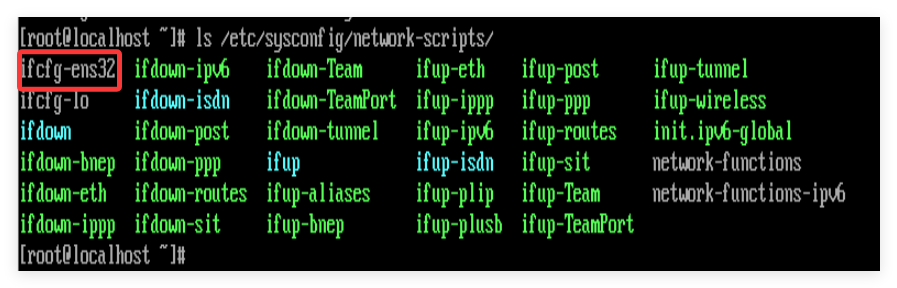 [root@localhost ~]# ls /etc/sysconfig/network-scripts/
ifcfg-ens32 ifdown-ipv6 ifdown-Team ifup-eth ifup-post ifup-tunnel
ifcfg-lo ifdown-isdn ifdown-TeamPort ifup-ippp ifup-ppp ifup-wireless
ifdown ifdown-post ifdown-tunnel ifup-ipv6 ifup-routes init.ipv6-global
ifdown-bnep ifdown-ppp ifup ifup-isdn ifup-sit network-functions
ifdown-eth ifdown-routes ifup-aliases ifup-plip ifup-Team network-functions-ipv6
ifdown-ippp ifdown-sit ifup-bnep ifup-plusb ifup-TeamPort
[root@localhost ~]#